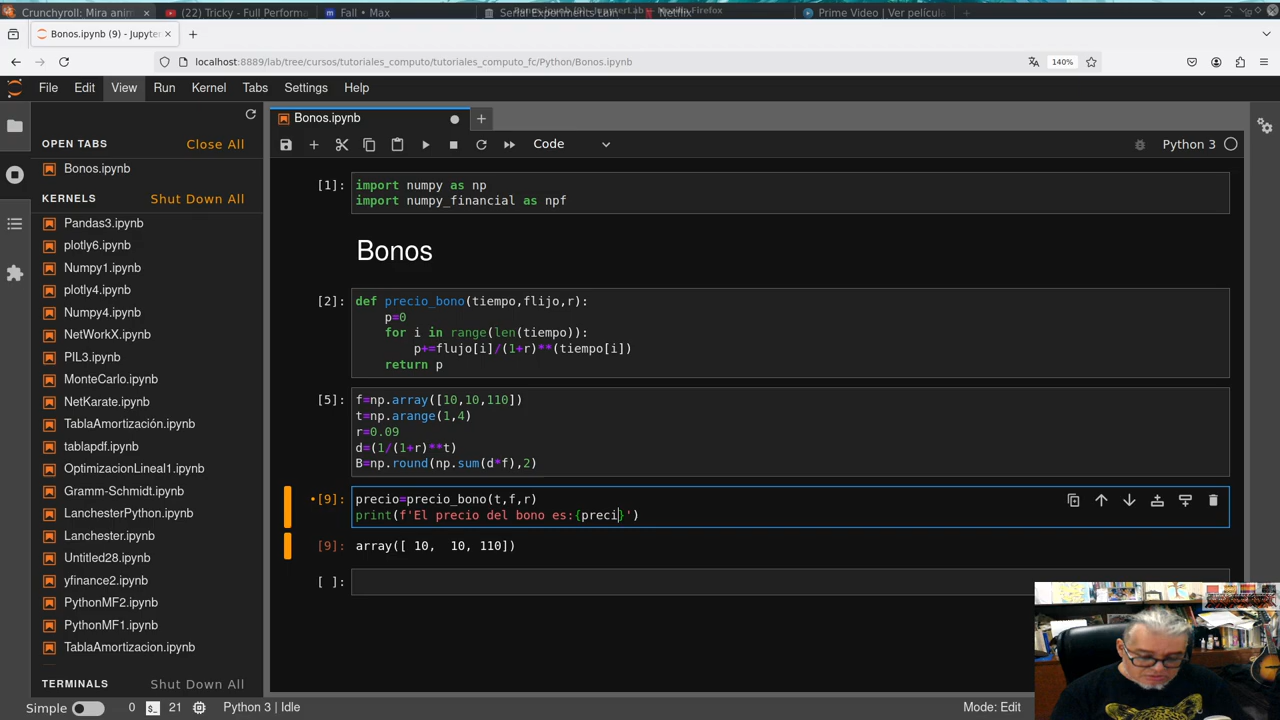 Crunchyroll: Mira anim
(22) Tricky - Full Perform
Fall • Max
Netflix
Prime Video | Ver películ
Bonos.ipynb (9) - Jupyte
localhost:8889/lab/tree/cursos/tutoriales_computo/tutoriales_computo_fc/Python/Bonos.ipynb
140%
File Edit View Run Kernel Tabs Settings Help
Bonos.ipynb
OPEN TABS Close All
Code
Python 3
Bonos.ipynb
KERNELS Shut Down All
Pandas3.ipynb
plotly6.ipynb
Numpy1.ipynb
plotly4.ipynb
Numpy4.ipynb
NetWorkX.ipynb
PIL3.ipynb
MonteCarlo.ipynb
NetKarate.ipynb
TablaAmortización.ipynb
tablapdf.ipynb
OptimizacionLineal1.ipynb
Gramm-Schmidt.ipynb
LanchesterPython.ipynb
Lanchester.ipynb
Untitled28.ipynb
yfinance2.ipynb
PythonMF2.ipynb
PythonMF1.ipynb
TablaAmortizacion.ipynb
TERMINALS Shut Down All
[1]: import numpy as np
import numpy_financial as npf
Bonos
[2]: def precio_bono(tiempo,flijo,r):
p=0
for i in range(len(tiempo)):
p+=flujo[i]/(1+r)**(tiempo[i])
return p
[5]: f=np.array([10,10,110])
t=np.arange(1,4)
r=0.09
d=(1/(1+r)**t)
B=np.round(np.sum(d*f),2)
[9]: precio=precio_bono(t,f,r)
print(f'El precio del bono es:{preci}')
[9]: array([ 10,  10, 110])
[ ]:
Simple 0 21 Python 3 | Idle
Mode: Edit